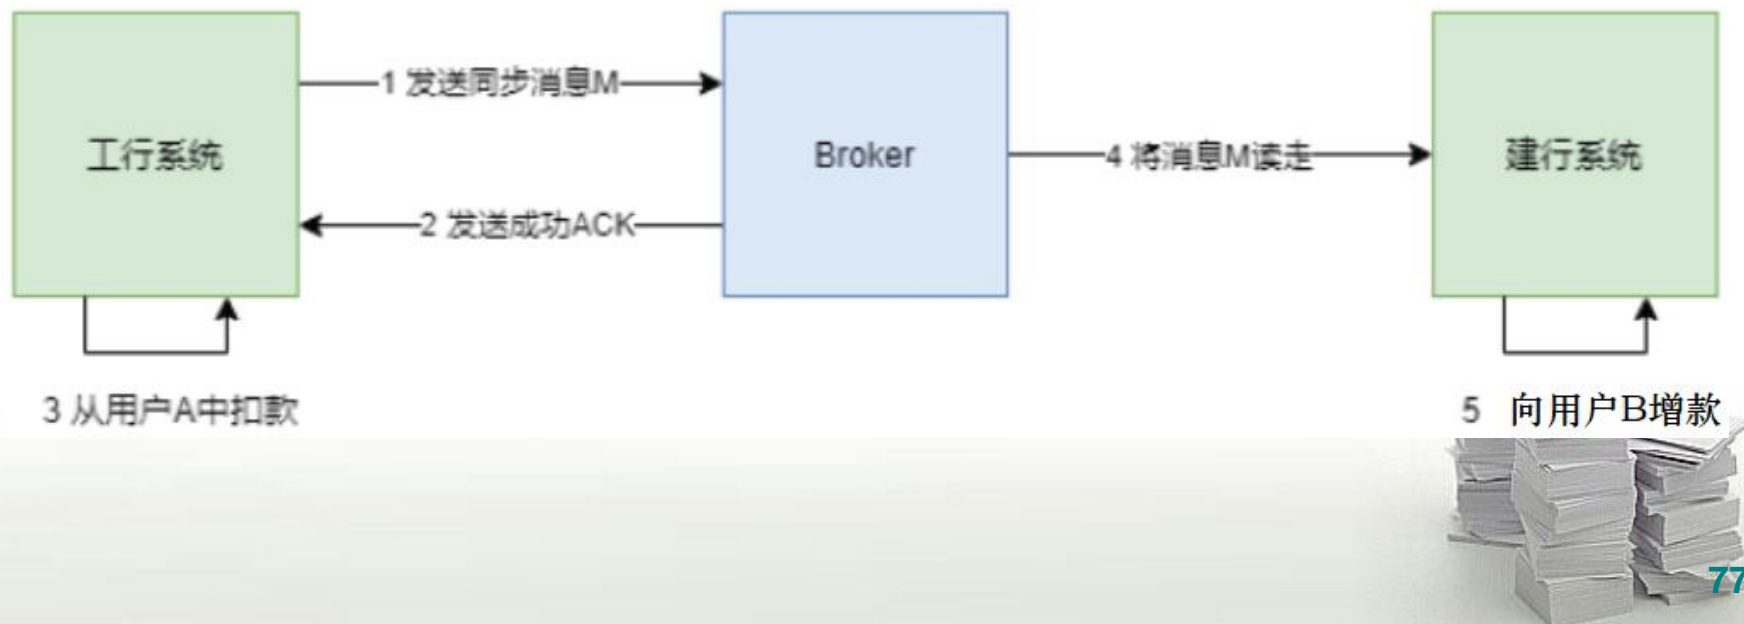 1 发送同步消息M
工行系统
Broker
4 将消息M读走
建行系统
2 发送成功ACK
3 从用户A中扣款
5 向用户B增款
77